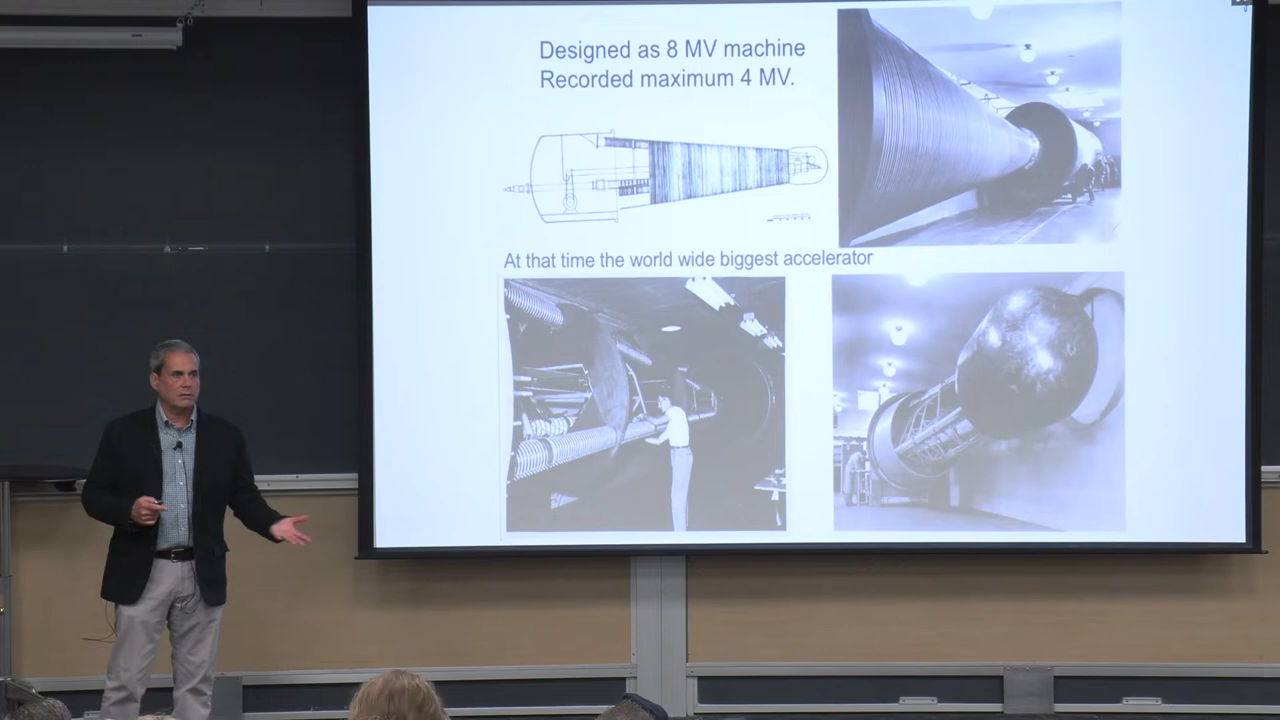 Designed as 8 MV machine
Recorded maximum 4 MV.
At that time the world wide biggest accelerator